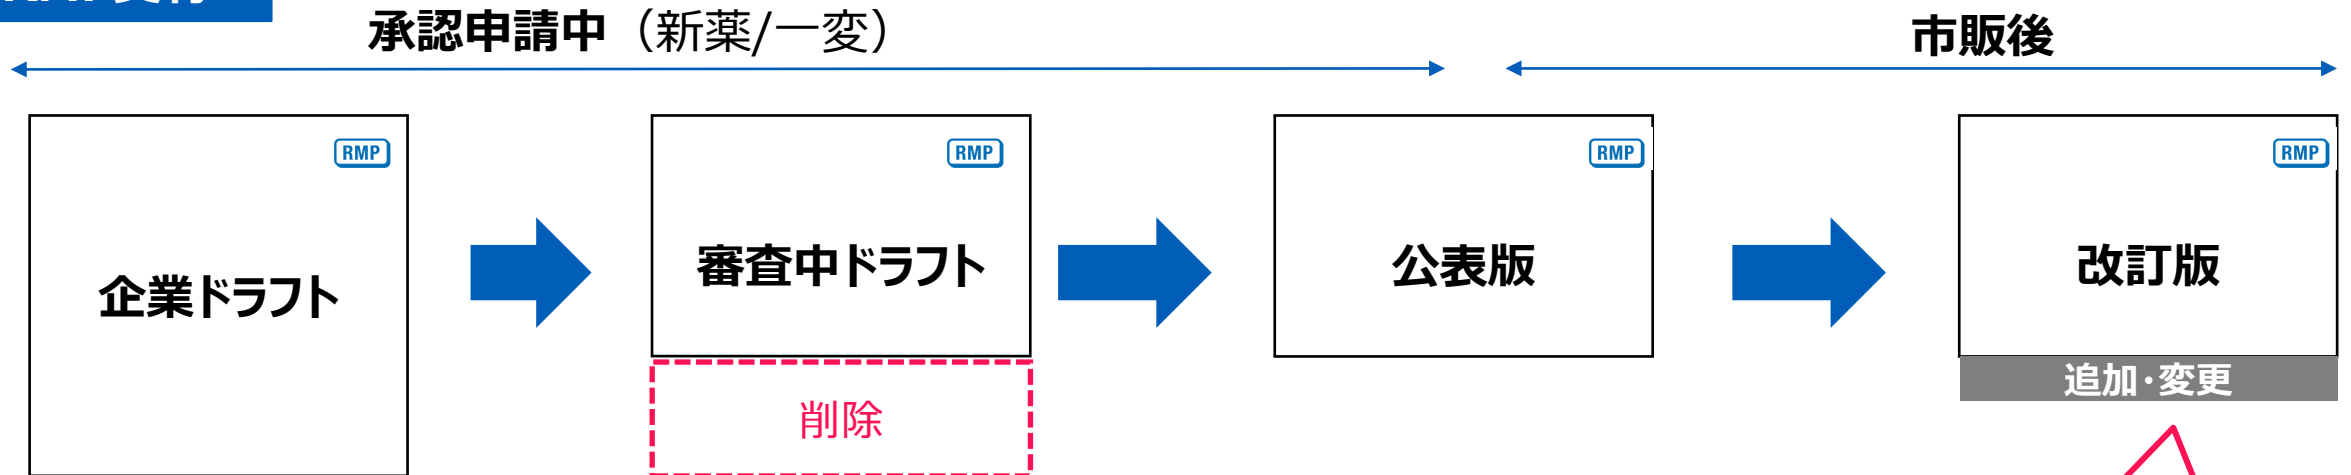 承認申請中（新薬/一変）
市販後
RMP
RMP
RMP
RMP
企業ドラフト
審査中ドラフト
公表版
改訂版
追加・変更
削除